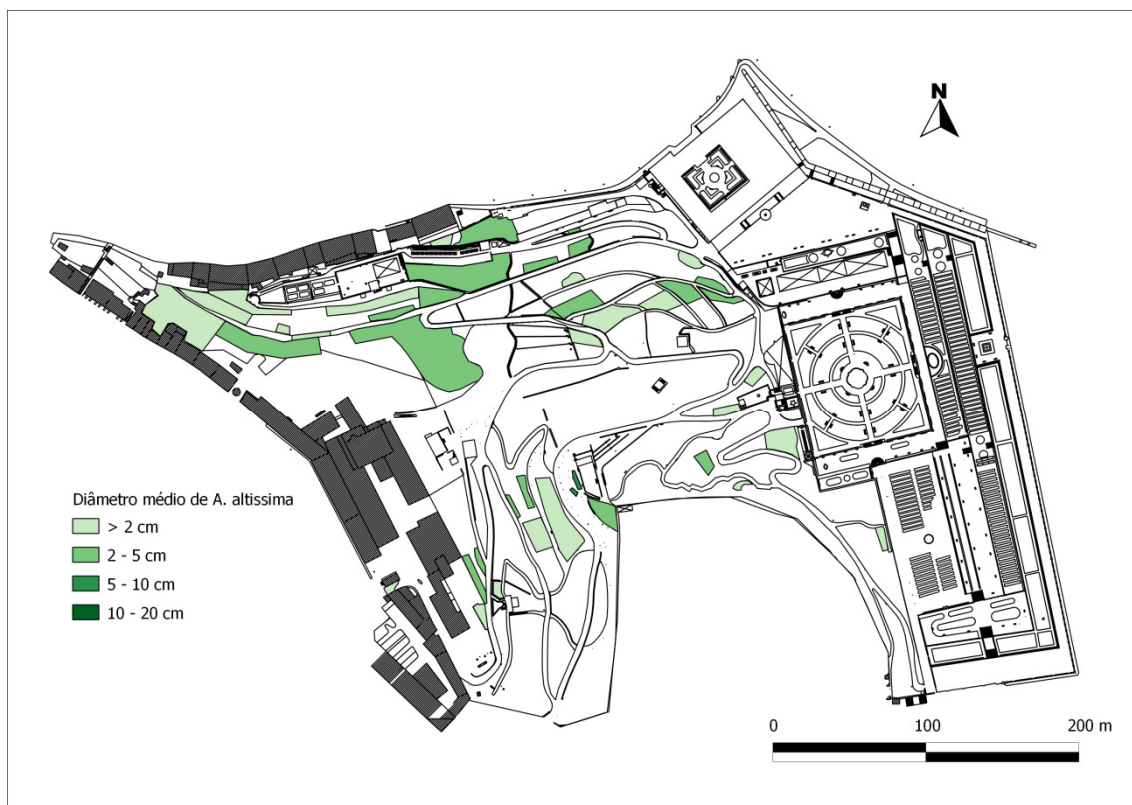 N
Diâmetro médio de A. altissima
> 2 cm
2 - 5 cm
5 - 10 cm
10 - 20 cm
0 100 200 m